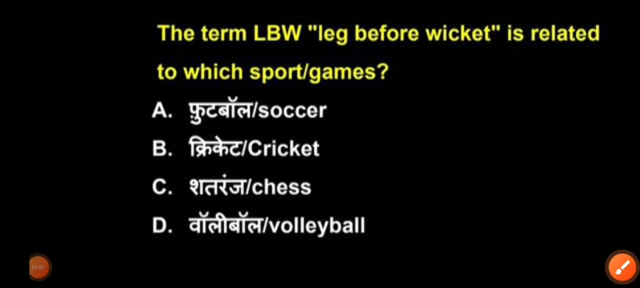 The term LBW "leg before wicket" is related
to which sport/games?
A. फ़ुटबॉल/soccer
B. क्रिकेट/Cricket
C. शतरंज/chess
D. वॉलीबॉल/volleyball